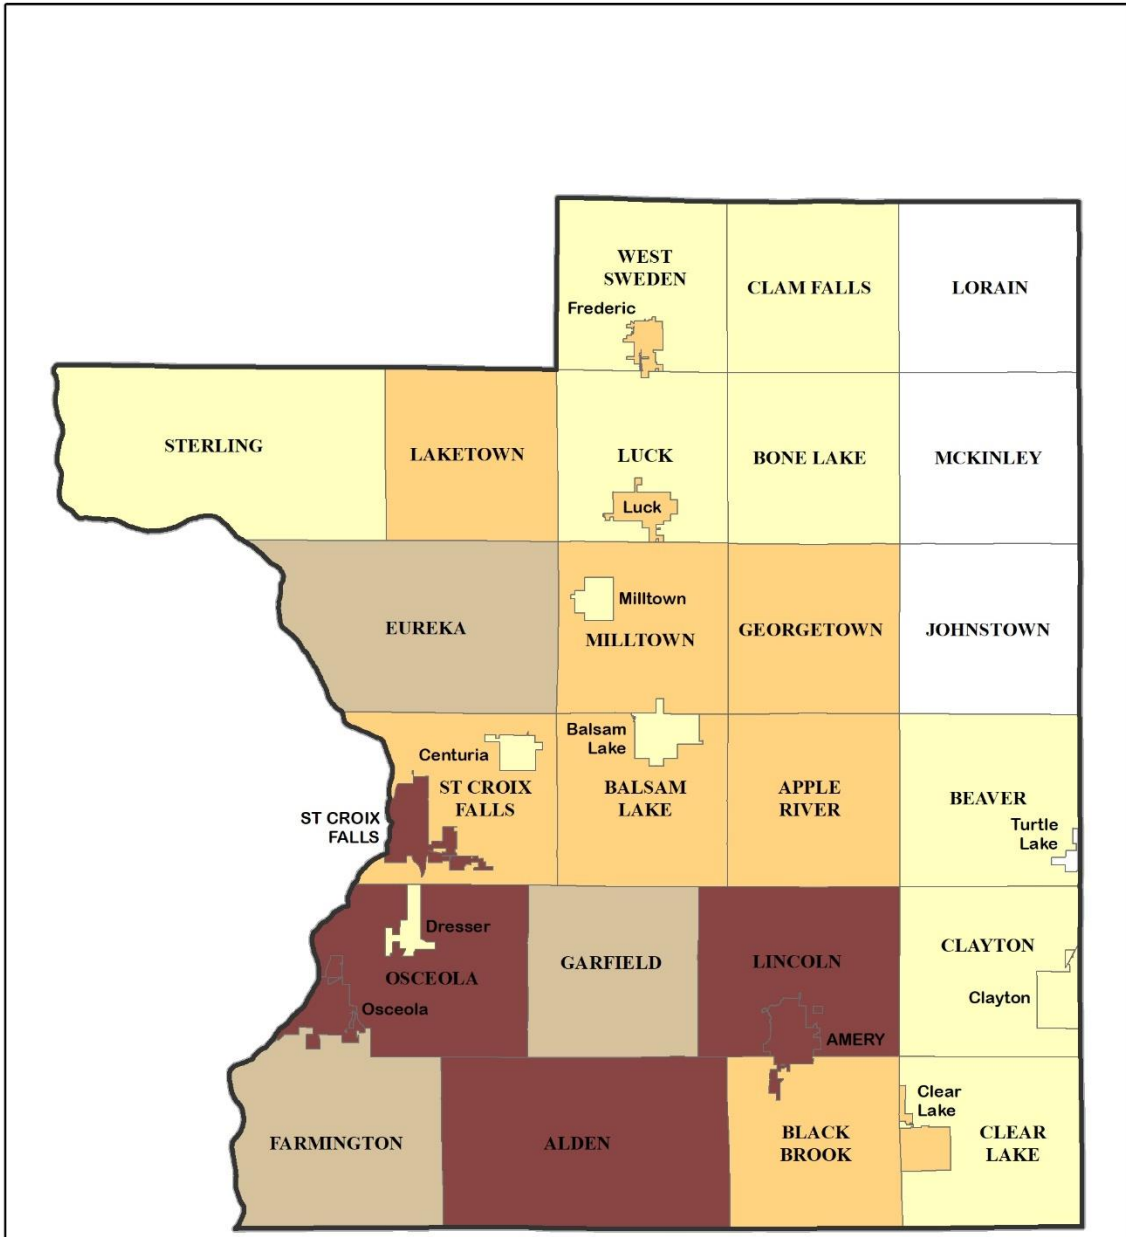 WEST
SWEDEN
CLAM FALLS
LORAIN
Frederic
STERLING
LAKETOWN
LUCK
BONE LAKE
MCKINLEY
Luck
Milltown
EUREKA
MILLTOWN
GEORGETOWN
JOHNSTOWN
Centuria
Balsam
Lake
ST CROIX
FALLS
BALSAM
LAKE
APPLE
RIVER
BEAVER
ST CROIX
FALLS
Turtle
Lake
Dresser
OSCEOLA
GARFIELD
LINCOLN
CLAYTON
Osceola
Clayton
AMERY
Clear
Lake
FARMINGTON
ALDEN
BLACK
BROOK
CLEAR
LAKE